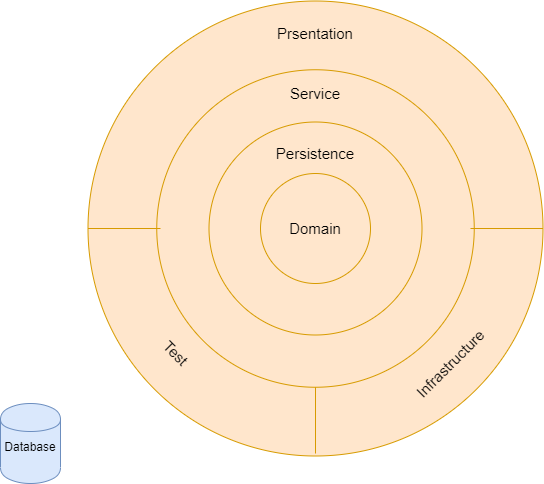 Prsentation
Service
Persistence
Domain
Test
Infrastructure
Database